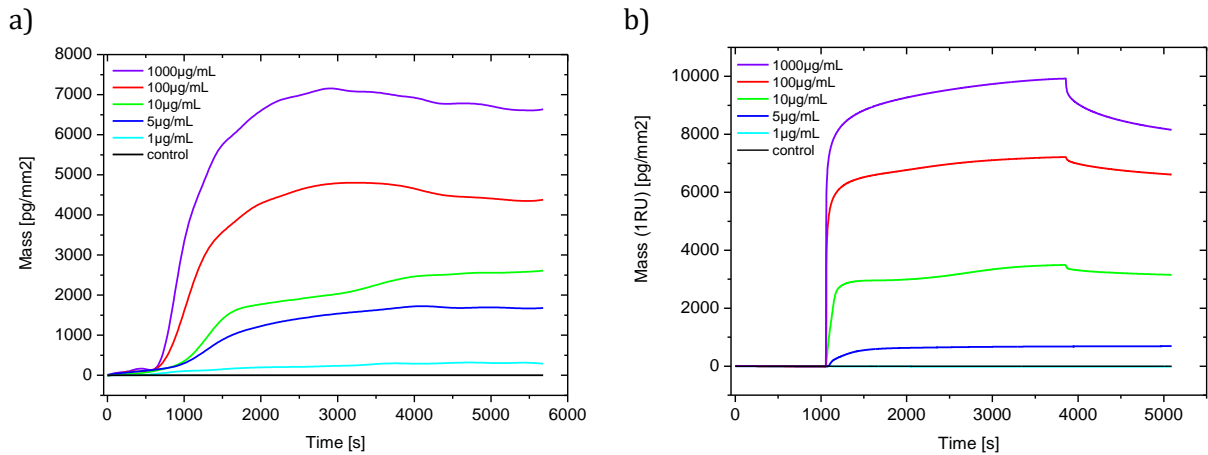 a)
8000
7000
6000
5000
4000
3000
2000
1000
0
Mass [pg/mm2]
1000µg/mL
100µg/mL
10µg/mL
5µg/mL
1µg/mL
control
0 1000 2000 3000 4000 5000 6000
Time [s]
b)
10000
8000
6000
4000
2000
0
Mass (1RU) [pg/mm2]
1000µg/mL
100µg/mL
10µg/mL
5µg/mL
1µg/mL
control
0 1000 2000 3000 4000 5000
Time [s]